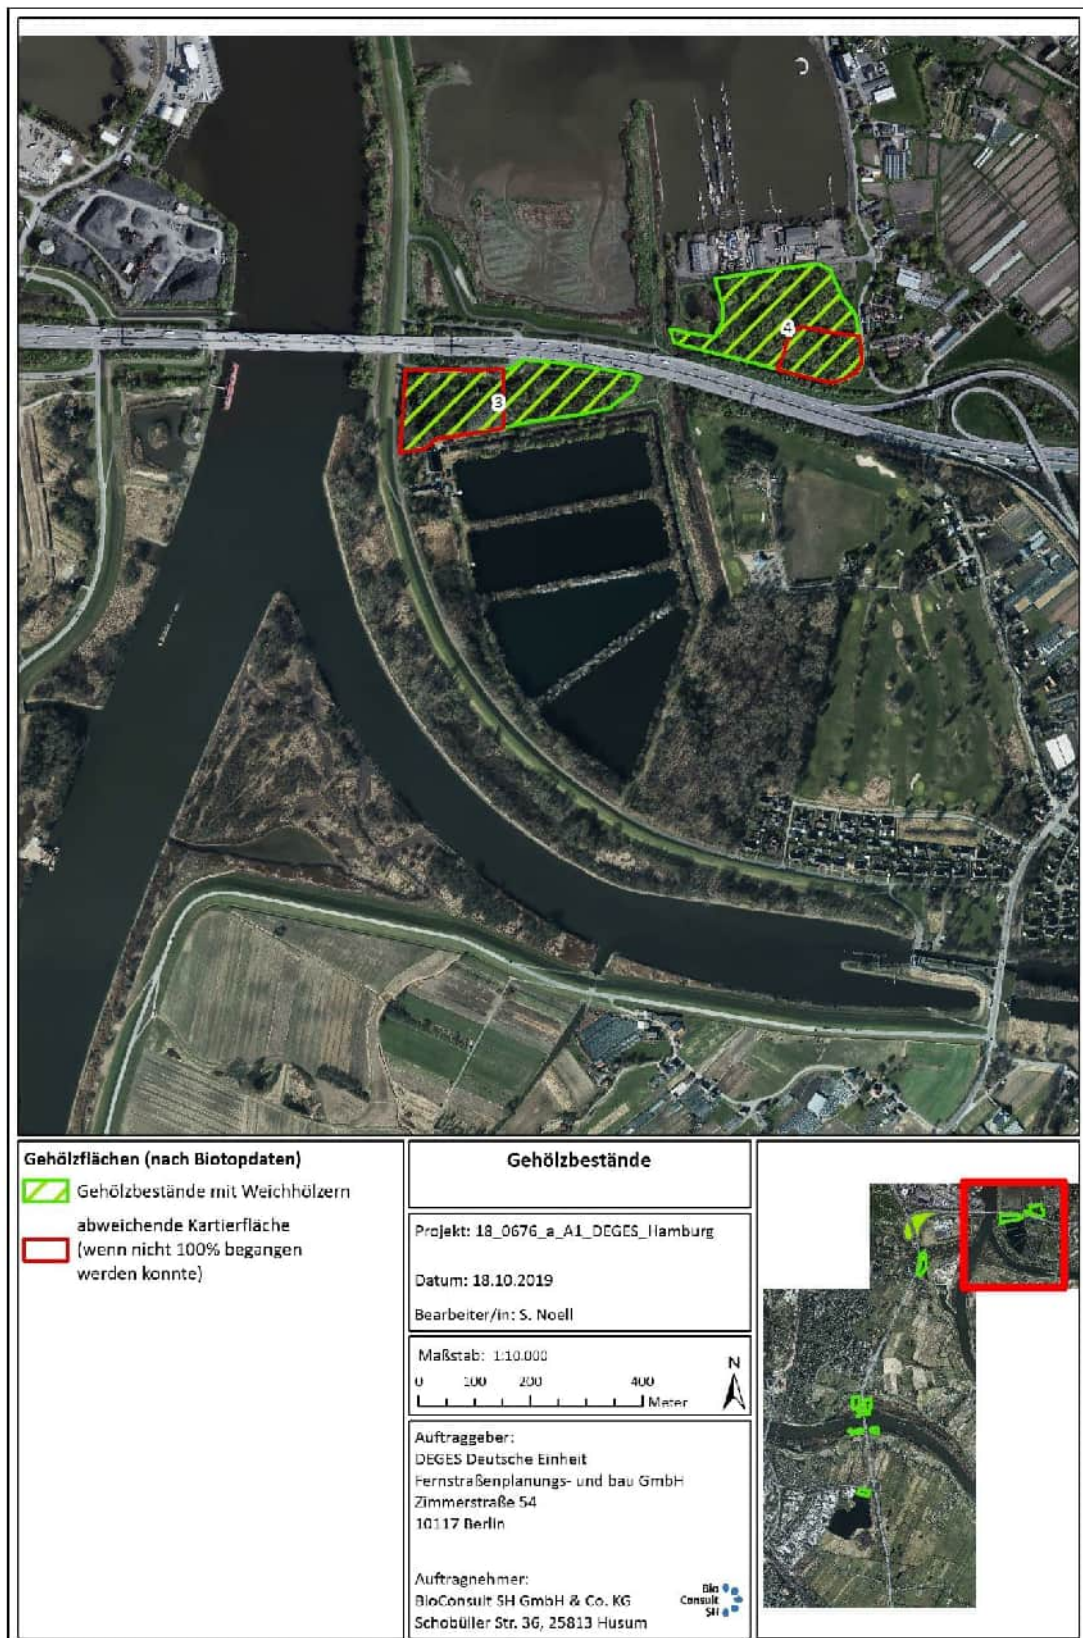 4
3
Gehölzflächen (nach Biotopdaten)
Gehölzbestände mit Weichhölzern
abweichende Kartierfläche
(wenn nicht 100% begangen
werden konnte)
Gehölzbestände
Projekt: 18_0676_a_A1_DEGES_Hamburg
Datum: 18.10.2019
Bearbeiter/in: S. Noell
Maßstab: 1:10.000
0 100 200 400
Meter
N
Auftraggeber:
DEGES Deutsche Einheit
Fernstraßenplanungs- und bau GmbH
Zimmerstraße 54
10117 Berlin
Auftragnehmer:
BioConsult SH GmbH & Co. KG
Schobüller Str. 36, 25813 Husum
Bio
Consult
SH